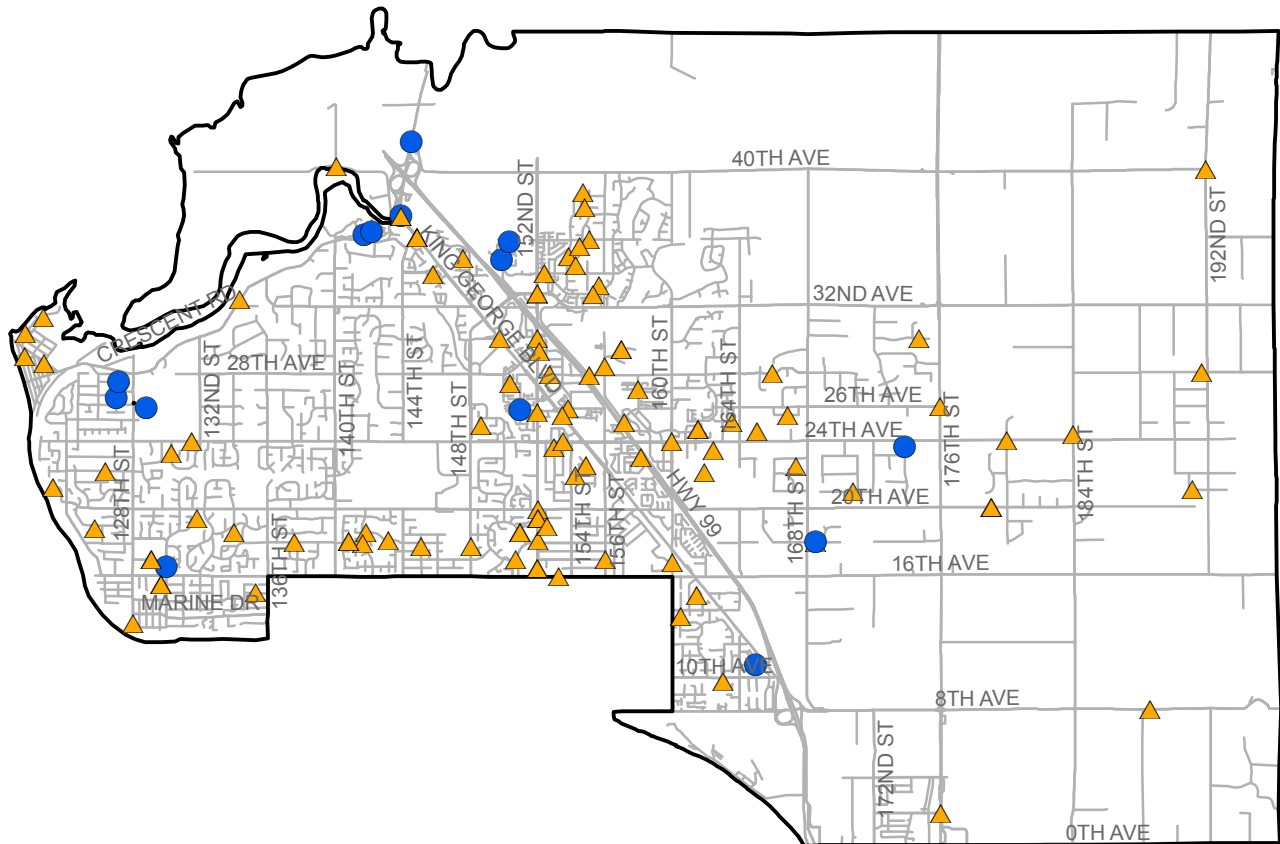 40TH AVE
152ND ST
192ND ST
KING GEORGE BLVD
32ND AVE
CRESCENT RD
28TH AVE
132ND ST
140TH ST
144TH ST
148TH ST
160TH ST
164TH ST
26TH AVE
176TH ST
24TH AVE
128TH ST
154TH ST
156TH ST
HWY 99
168TH ST
20TH AVE
184TH ST
136TH ST
16TH AVE
MARINE DR
10TH AVE
8TH AVE
172ND ST
0TH AVE